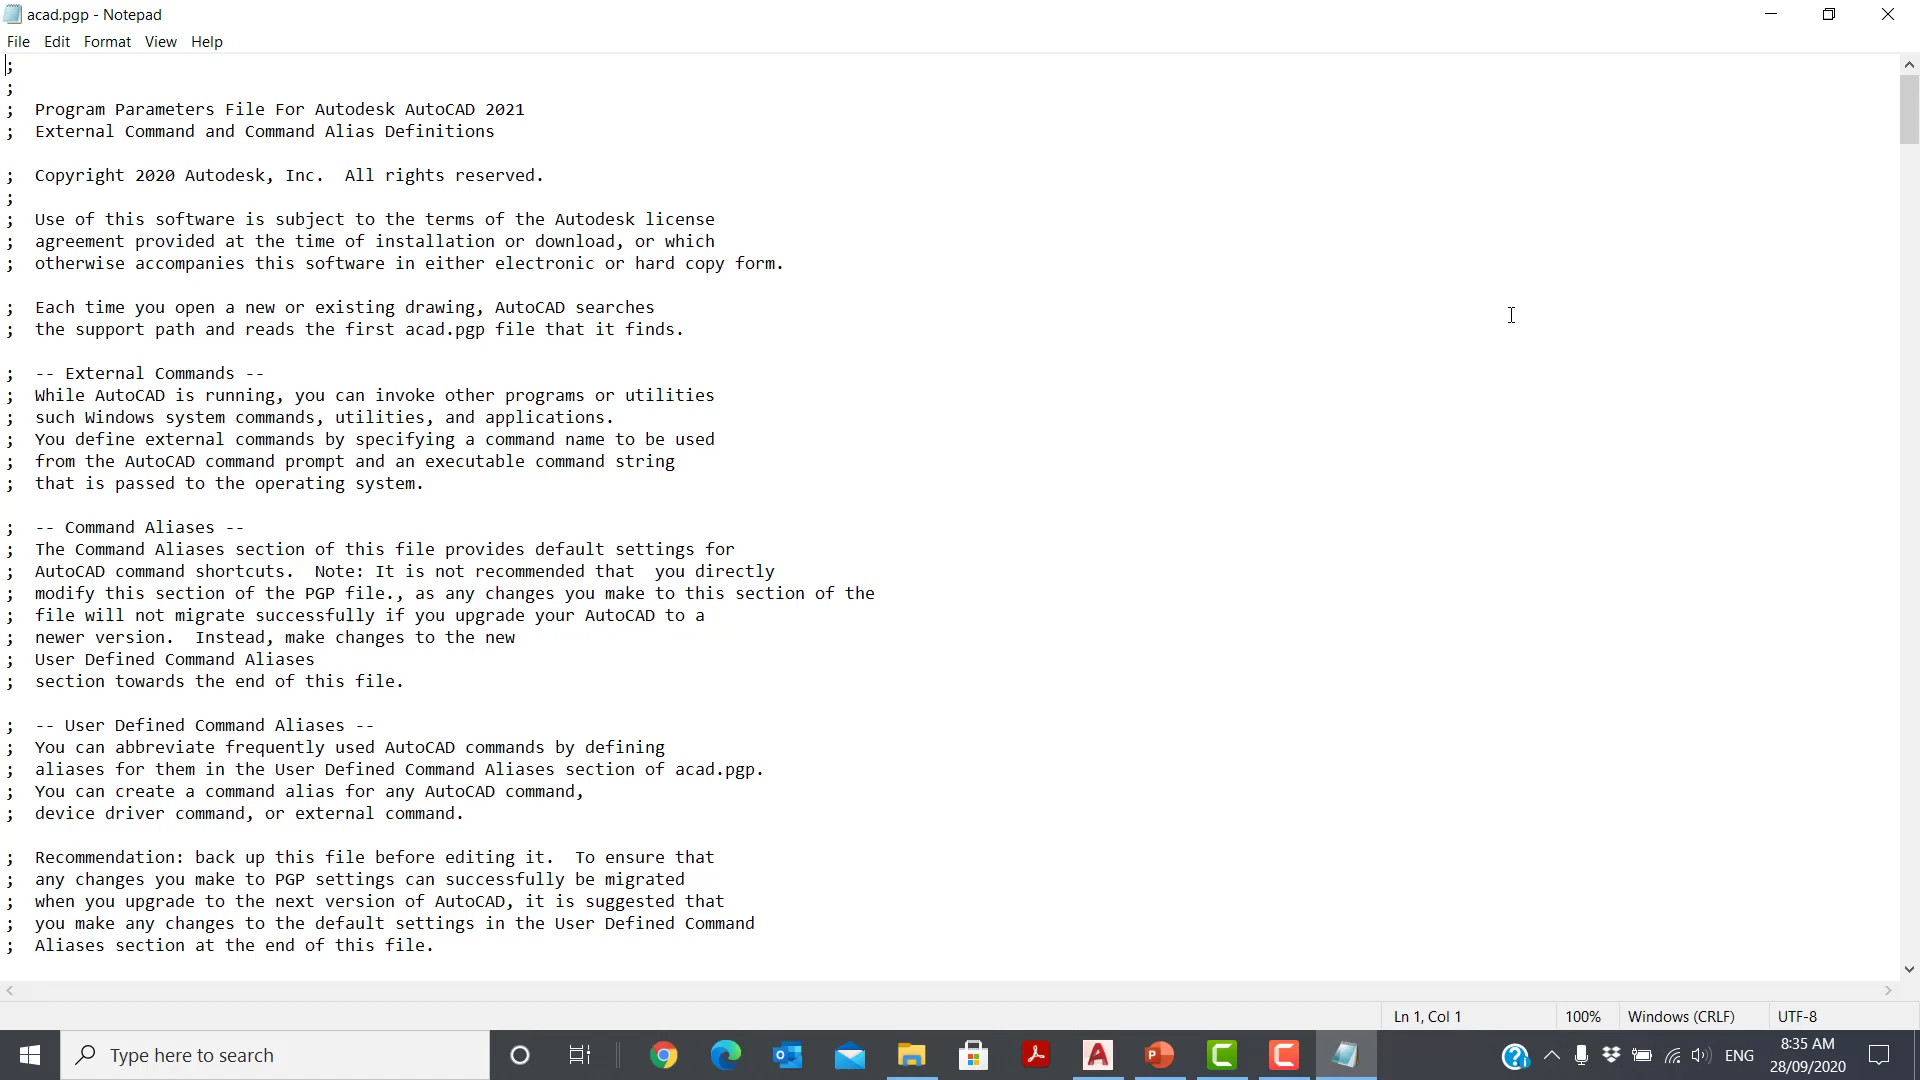 acad.pgp - Notepad
File Edit Format View Help
;
;
;  Program Parameters File For Autodesk AutoCAD 2021
;  External Command and Command Alias Definitions
;  Copyright 2020 Autodesk, Inc.  All rights reserved.
;
;  Use of this software is subject to the terms of the Autodesk license
;  agreement provided at the time of installation or download, or which
;  otherwise accompanies this software in either electronic or hard copy form.
;  Each time you open a new or existing drawing, AutoCAD searches
;  the support path and reads the first acad.pgp file that it finds.
;  -- External Commands --
;  While AutoCAD is running, you can invoke other programs or utilities
;  such Windows system commands, utilities, and applications.
;  You define external commands by specifying a command name to be used
;  from the AutoCAD command prompt and an executable command string
;  that is passed to the operating system.
;  -- Command Aliases --
;  The Command Aliases section of this file provides default settings for
;  AutoCAD command shortcuts.  Note: It is not recommended that  you directly
;  modify this section of the PGP file., as any changes you make to this section of the
;  file will not migrate successfully if you upgrade your AutoCAD to a
;  newer version.  Instead, make changes to the new
;  User Defined Command Aliases
;  section towards the end of this file.
;  -- User Defined Command Aliases --
;  You can abbreviate frequently used AutoCAD commands by defining
;  aliases for them in the User Defined Command Aliases section of acad.pgp.
;  You can create a command alias for any AutoCAD command,
;  device driver command, or external command.
;  Recommendation: back up this file before editing it.  To ensure that
;  any changes you make to PGP settings can successfully be migrated
;  when you upgrade to the next version of AutoCAD, it is suggested that
;  you make any changes to the default settings in the User Defined Command
;  Aliases section at the end of this file.
Ln 1, Col 1 100% Windows (CRLF) UTF-8
Type here to search
ENG
8:35 AM
28/09/2020